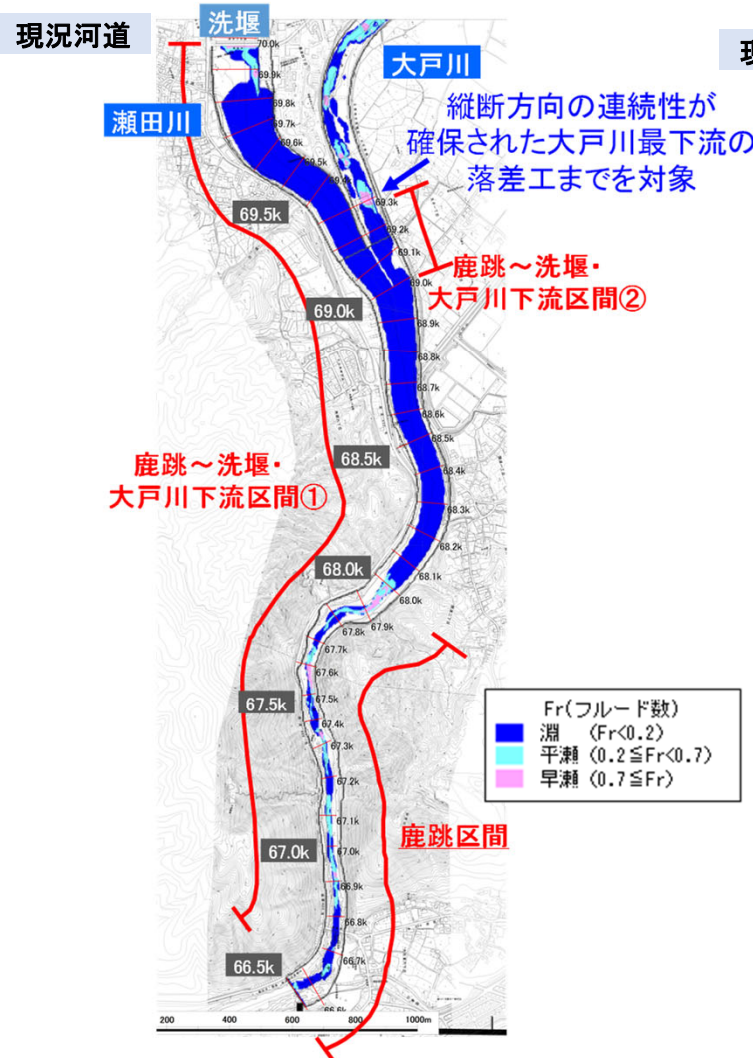 現況河道
洗堰
大戸川
現
瀬田川
縦断方向の連続性が
確保された大戸川最下流の
落差工までを対象
70.0k
69.9k
69.8k
69.7k
69.6k
69.5k
69.4k
69.3k
69.2k
69.1k
69.0k
68.9k
68.8k
68.7k
68.6k
68.5k
68.4k
68.3k
68.2k
68.1k
68.0k
67.9k
67.8k
67.7k
67.6k
67.5k
67.4k
67.3k
67.2k
67.1k
67.0k
66.9k
66.8k
66.7k
66.6k
69.5k
69.0k
68.5k
68.0k
67.5k
67.0k
66.5k
鹿跳～洗堰・
大戸川下流区間②
鹿跳～洗堰・
大戸川下流区間①
鹿跳区間
Fr(フルード数)
淵 (Fr<0.2)
平瀬 (0.2≦Fr<0.7)
早瀬 (0.7≦Fr)
200 400 600 800 1000m